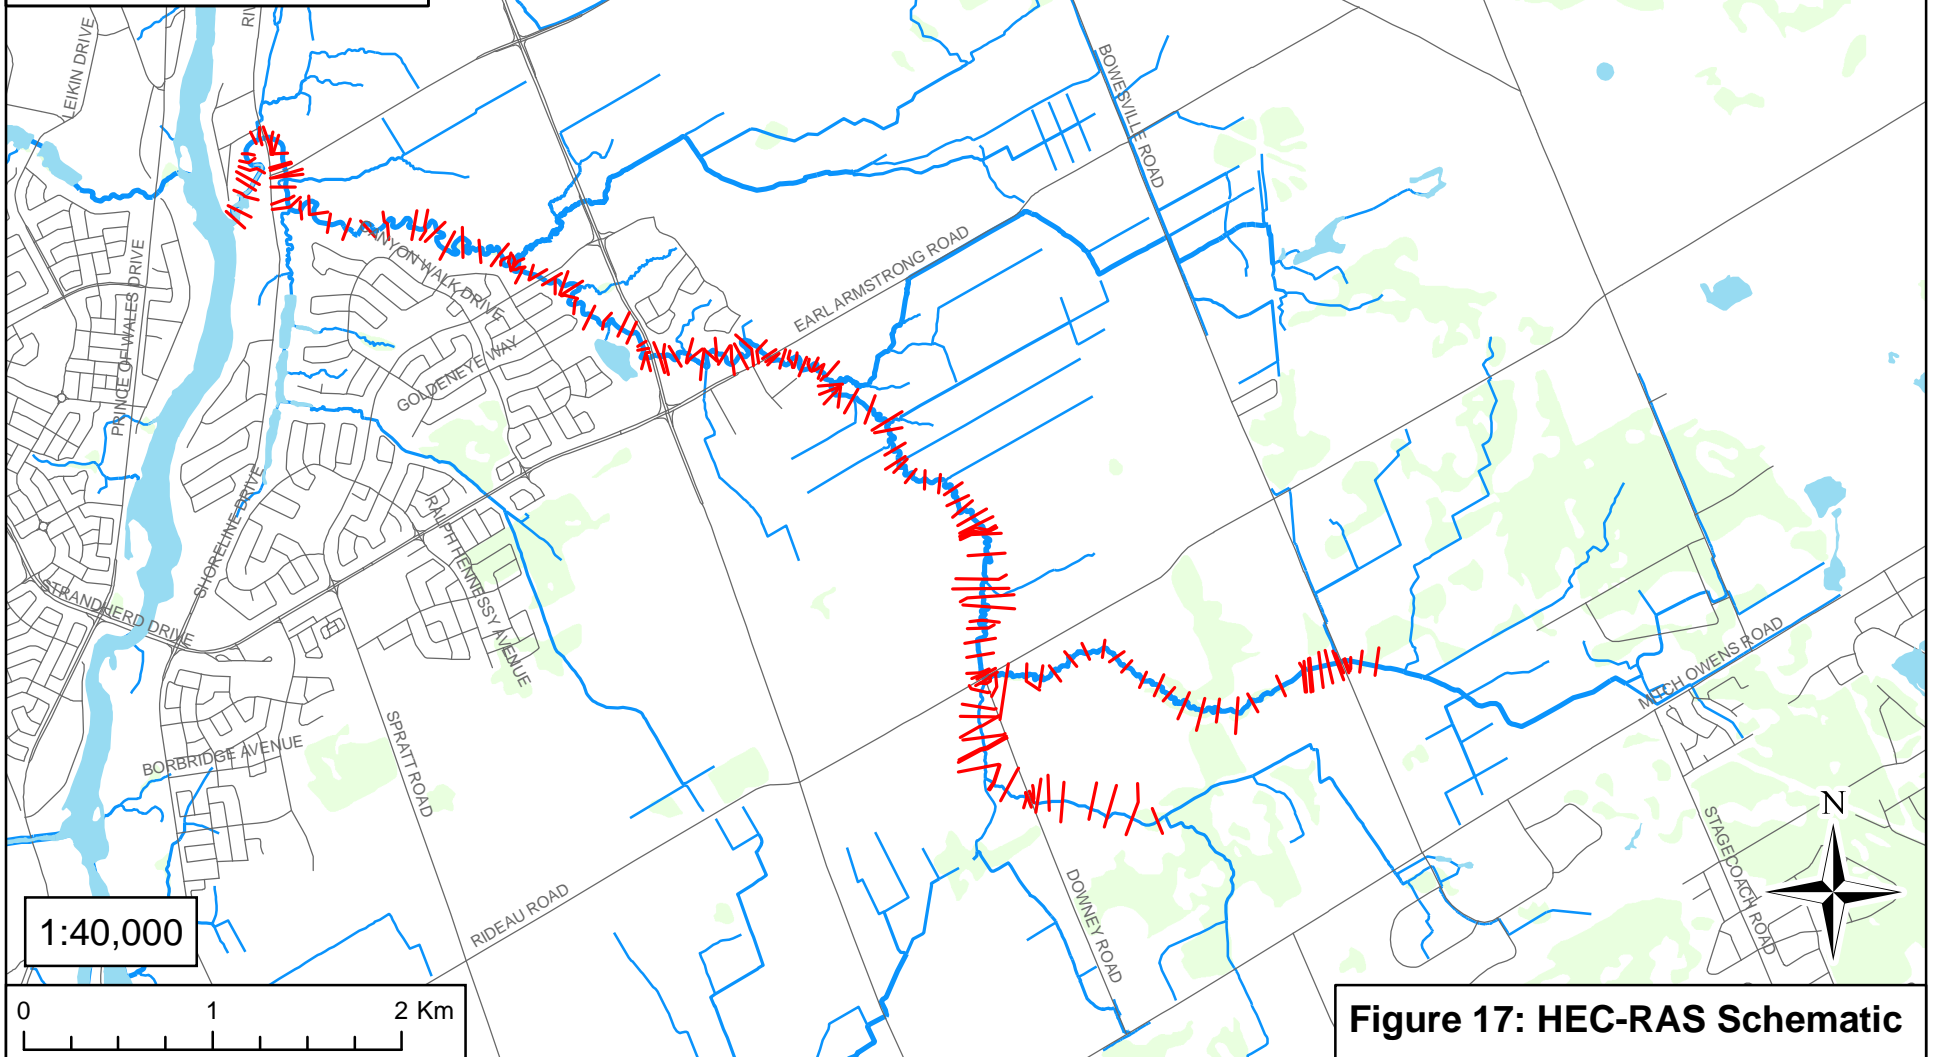 LEIKIN DRIVE
RIV
BOWESVILLE ROAD
PRINCE OF WALES DRIVE
CANYON WALK DRIVE
EARL ARMSTRONG ROAD
GOLDENEYE WAY
SHORELINE DRIVE
RALPH HENNESSY AVENUE
STRANDHERD DRIVE
MITCH OWENS ROAD
SPRATT ROAD
BORBRIDGE AVENUE
RIDEAU ROAD
DOWNEY ROAD
STAGECOACH ROAD
N
1:40,000
0 1 2 Km
Figure 17: HEC-RAS Schematic